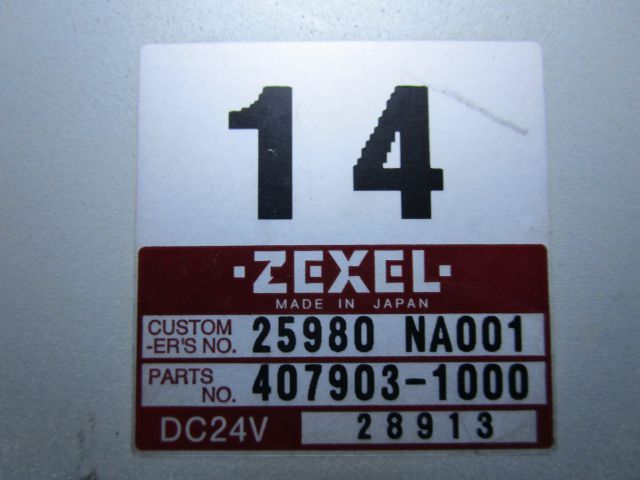 14
·ZEXEL·
MADE IN JAPAN
CUSTOM
-ER'S NO. 25980 NA001
PARTS
NO. 407903-1000
DC24V 28913